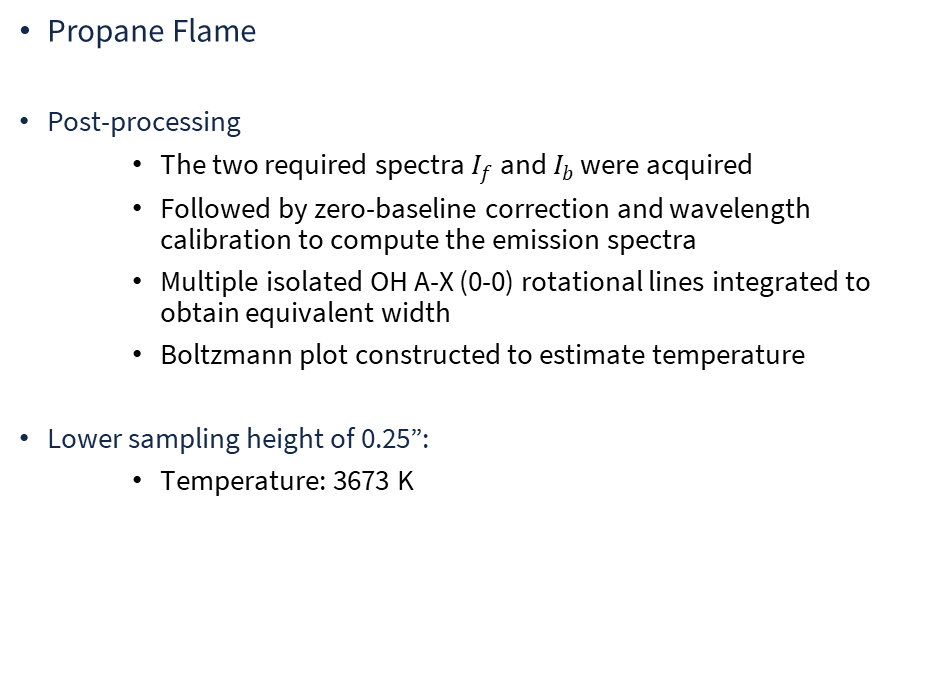 • Propane Flame
• Post-processing
• The two required spectra I_f and I_b were acquired
• Followed by zero-baseline correction and wavelength
calibration to compute the emission spectra
• Multiple isolated OH A-X (0-0) rotational lines integrated to
obtain equivalent width
• Boltzmann plot constructed to estimate temperature
• Lower sampling height of 0.25”:
• Temperature: 3673 K